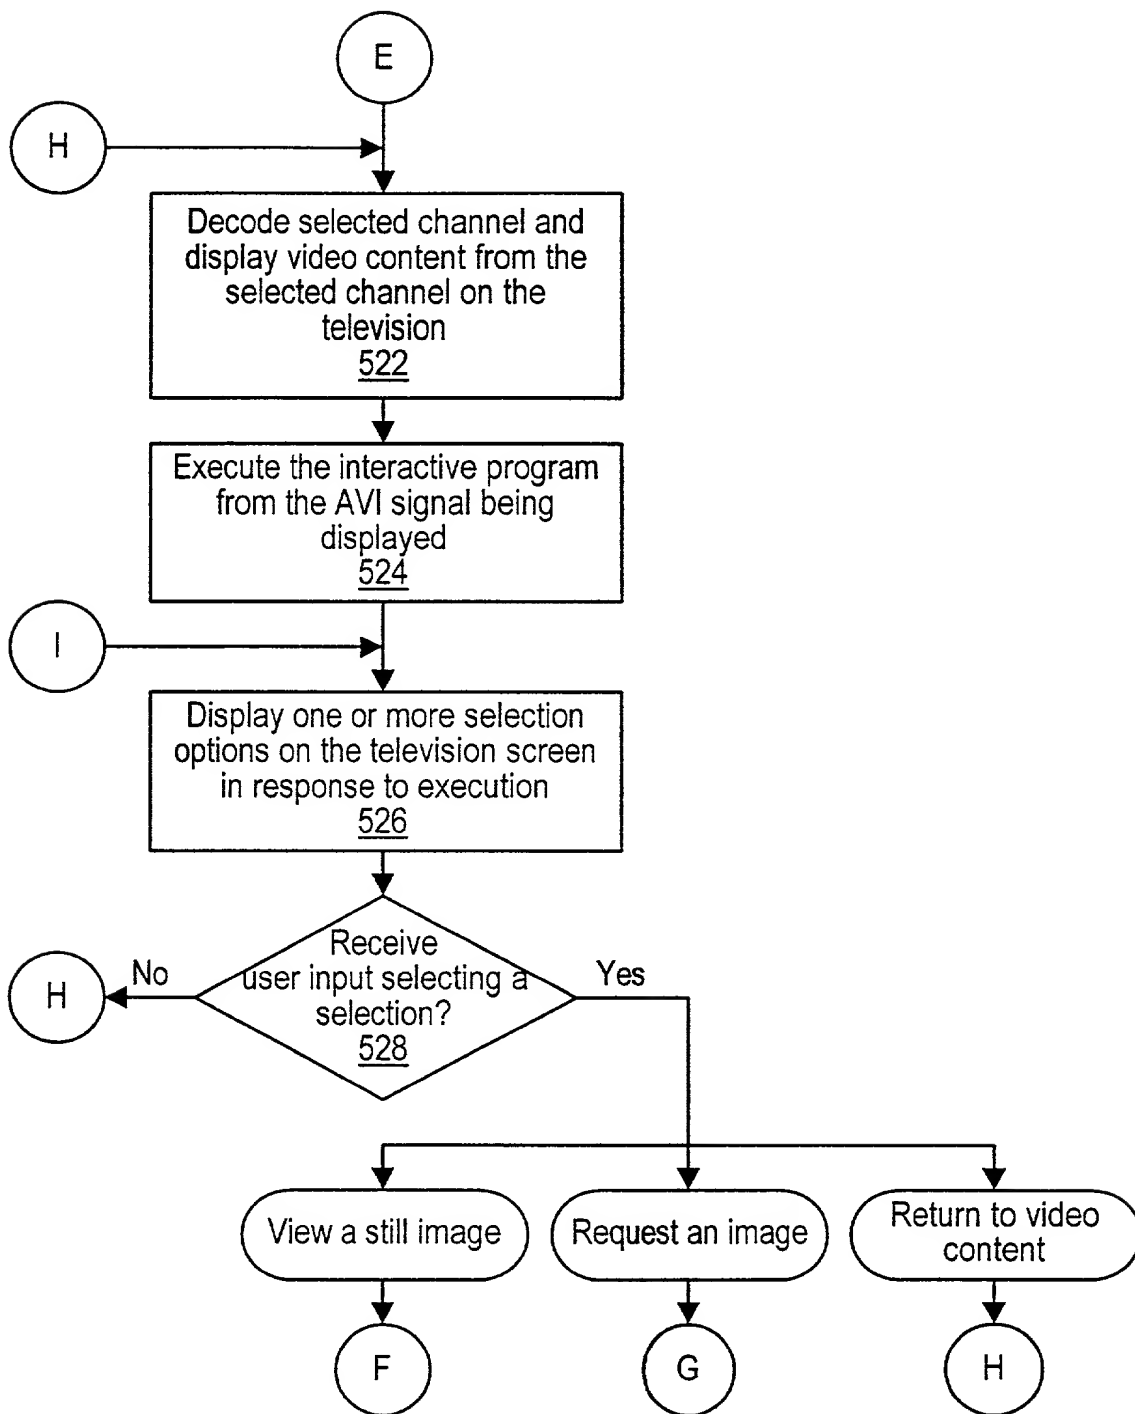 E
H
Decode selected channel and
display video content from the
selected channel on the
television
522
Execute the interactive program
from the AVI signal being
displayed
524
I
Display one or more selection
options on the television screen
in response to execution
526
Receive
user input selecting a
selection?
528
No
Yes
H
View a still image
Request an image
Return to video
content
F
G
H